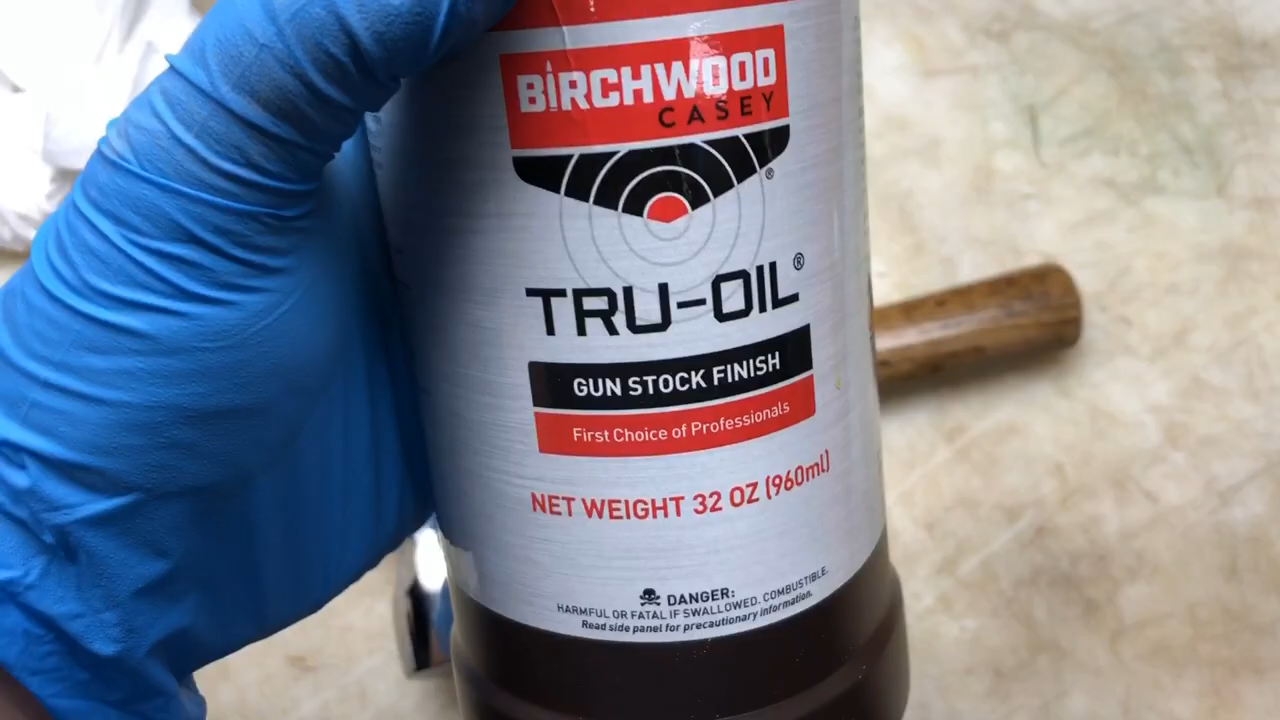 BIRCHWOOD
CASEY
®
TRU-OIL®
GUN STOCK FINISH
First Choice of Professionals
NET WEIGHT 32 OZ (960ml)
DANGER:
HARMFUL OR FATAL IF SWALLOWED. COMBUSTIBLE.
Read side panel for precautionary information.